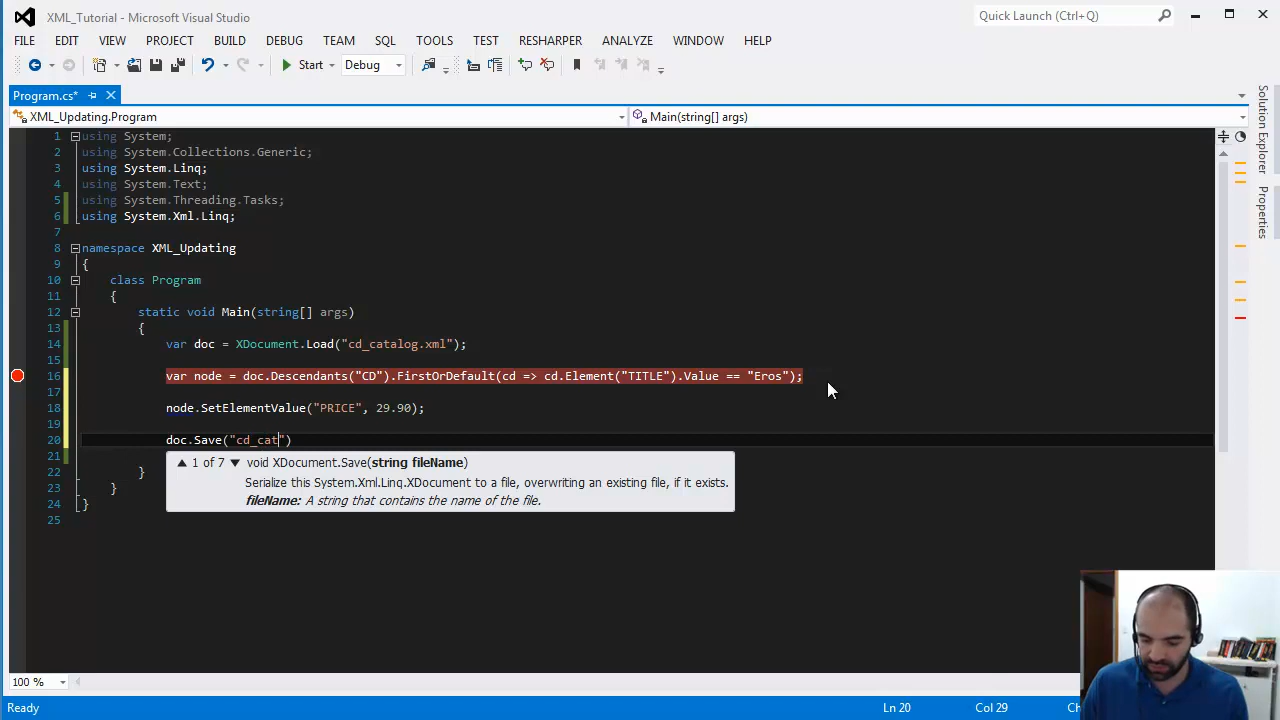 XML_Tutorial - Microsoft Visual Studio
Quick Launch (Ctrl+Q)
FILE EDIT VIEW PROJECT BUILD DEBUG TEAM SQL TOOLS TEST RESHARPER ANALYZE WINDOW HELP
Start Debug
Program.cs*
XML_Updating.Program Main(string[] args)
1 using System;
2 using System.Collections.Generic;
3 using System.Linq;
4 using System.Text;
5 using System.Threading.Tasks;
6 using System.Xml.Linq;
7
8 namespace XML_Updating
9 {
10 class Program
11 {
12 static void Main(string[] args)
13 {
14 var doc = XDocument.Load("cd_catalog.xml");
15
16 var node = doc.Descendants("CD").FirstOrDefault(cd => cd.Element("TITLE").Value == "Eros");
17
18 node.SetElementValue("PRICE", 29.90);
19
20 doc.Save("cd_cat")
21 1 of 7 void XDocument.Save(string fileName)
Serialize this System.Xml.Linq.XDocument to a file, overwriting an existing file, if it exists.
fileName: A string that contains the name of the file.
22 }
23 }
24 }
25
Solution Explorer
Properties
100 %
Ready Ln 20 Col 29 Ch